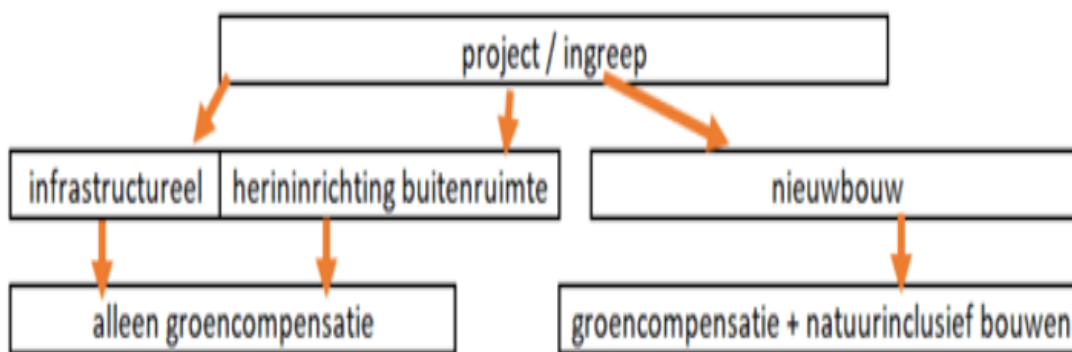 project / ingreep
infrastructureel
herininrichting buitenruimte
nieuwbouw
alleen groencompensatie
groencompensatie + natuurinclusief bouwen